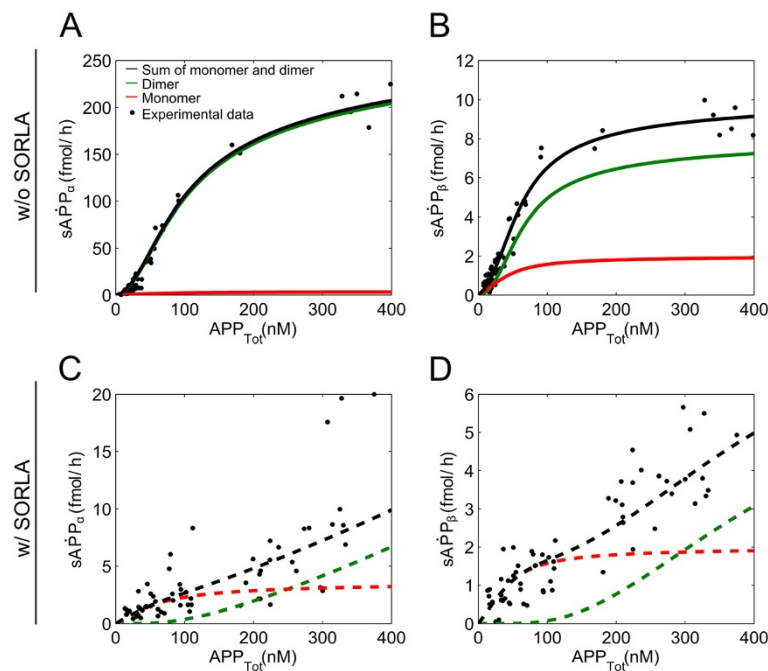 A
B
w/o SORLA
sAṖPα (fmol/ h)
250
200
150
100
50
0
Sum of monomer and dimer
Dimer
Monomer
Experimental data
0 100 200 300 400
APPTot(nM)
sAṖPβ (fmol/ h)
12
10
8
6
4
2
0
0 100 200 300 400
APPTot(nM)
C
D
w/ SORLA
sAṖPα (fmol/ h)
20
15
10
5
0
0 100 200 300 400
APPTot(nM)
sAṖPβ (fmol/ h)
6
5
4
3
2
1
0
0 100 200 300 400
APPTot(nM)